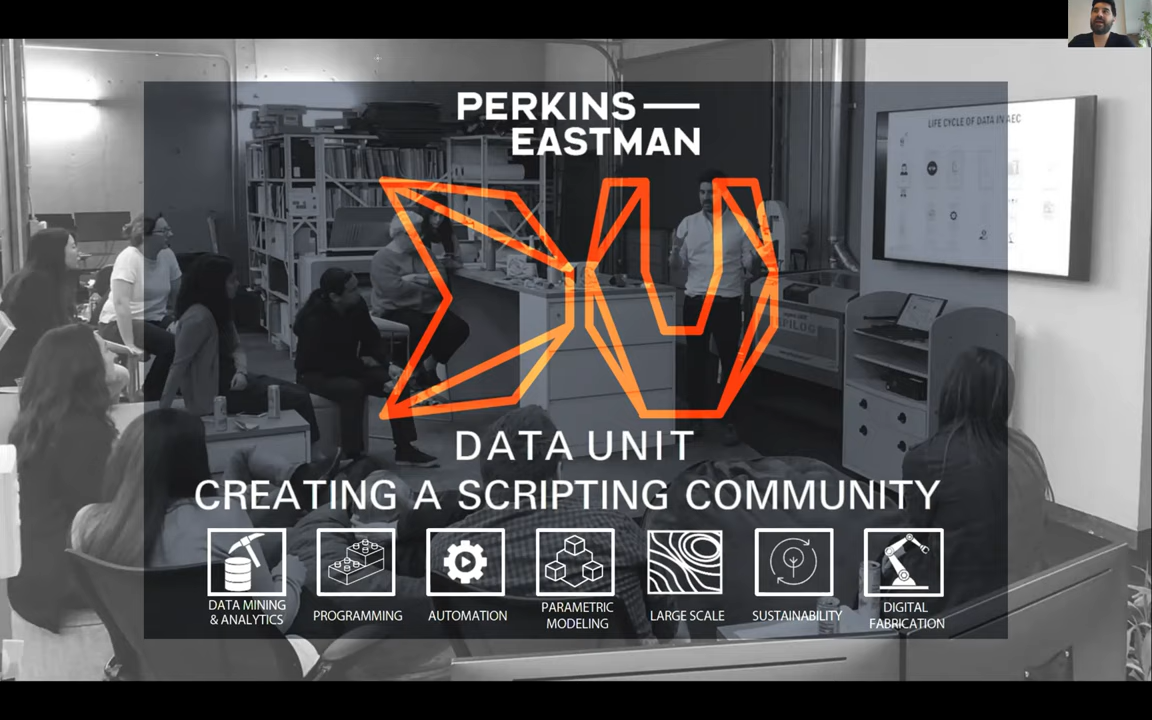 PERKINS—
EASTMAN
LIFE CYCLE OF DATA IN AEC
EPILOG
DATA UNIT
CREATING A SCRIPTING COMMUNITY
DATA MINING
& ANALYTICS
PROGRAMMING
AUTOMATION
PARAMETRIC
MODELING
LARGE SCALE
SUSTAINABILITY
DIGITAL
FABRICATION